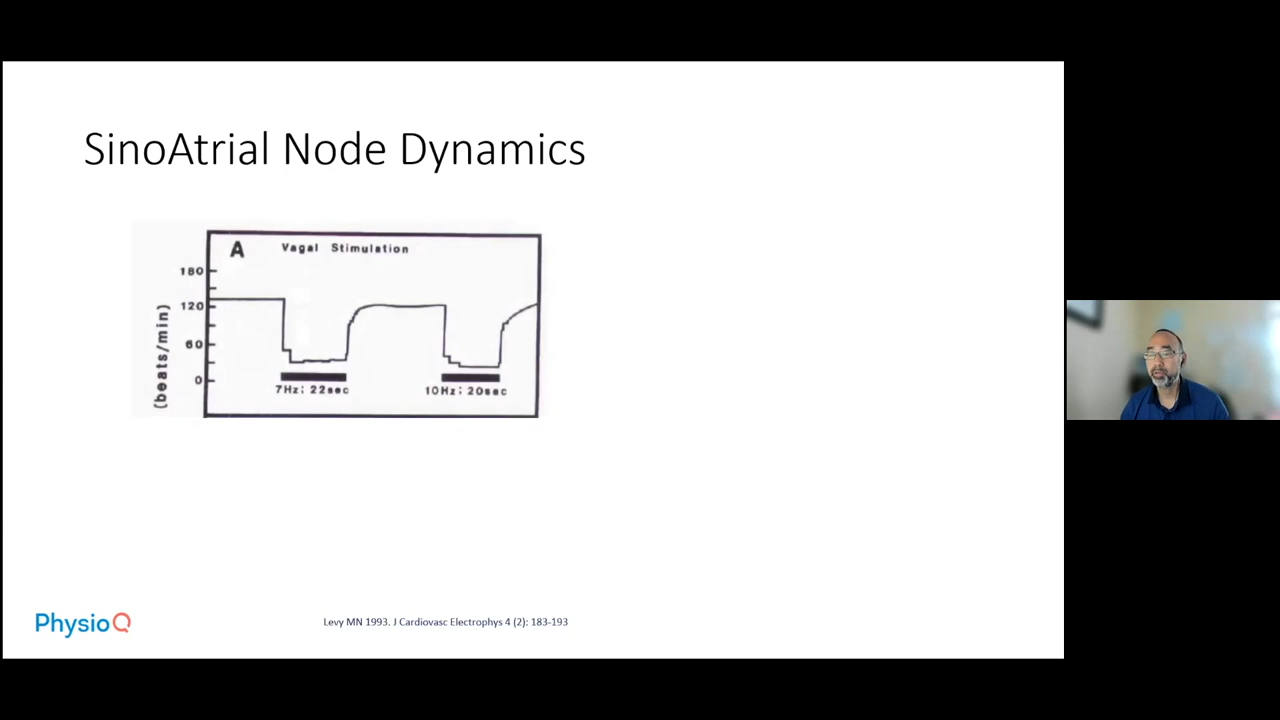 SinoAtrial Node Dynamics
A
Vagal Stimulation
180
120
60
0
(beats/min)
7Hz: 22sec
10Hz: 20sec
PhysioQ
Levy MN 1993. J Cardiovasc Electrophys 4 (2): 183-193